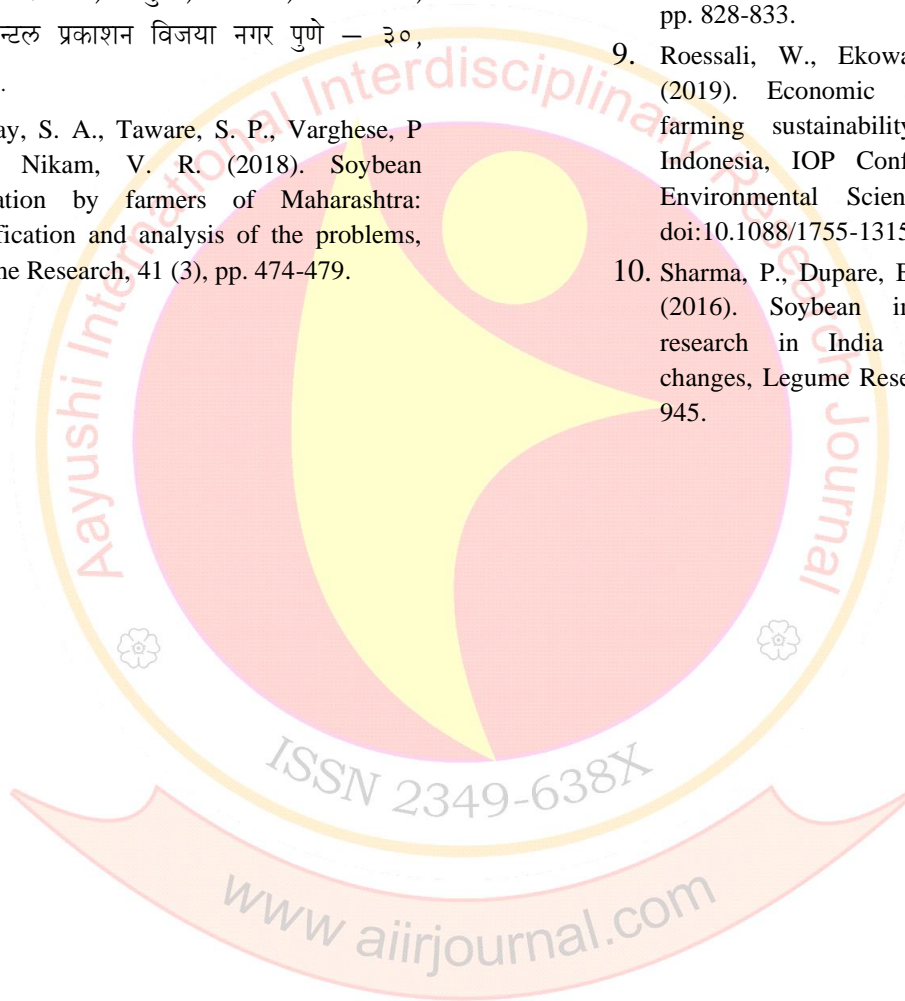 न्टल प्रकाशन विजया नगर पुणे – ३०,
.
ay, S. A., Taware, S. P., Varghese, P
Nikam, V. R. (2018). Soybean
ation by farmers of Maharashtra:
fication and analysis of the problems,
ne Research, 41 (3), pp. 474-479.
pp. 828-833.
9. Roessali, W., Ekowa
(2019). Economic
farming sustainability
Indonesia, IOP Conf
Environmental Scien
doi:10.1088/1755-1315
10. Sharma, P., Dupare, B
(2016). Soybean in
research in India
changes, Legume Rese
945.
Aayushi International Interdisciplinary Research Journal
ISSN 2349-638X
www aiirjournal.com